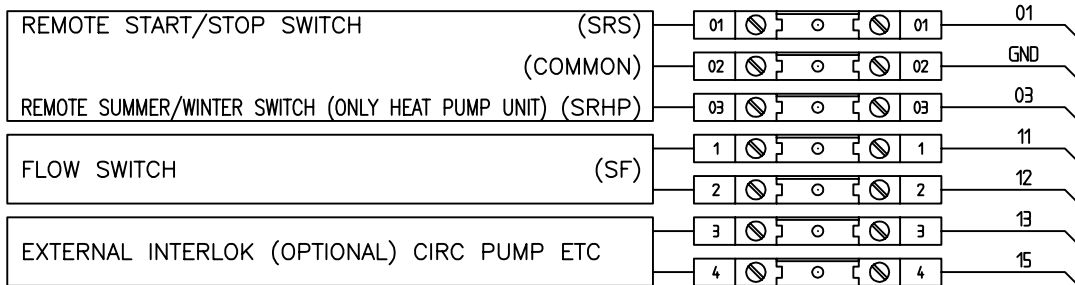 REMOTE START/STOP SWITCH (SRS) 01 01 01
(COMMON) 02 02 GND
REMOTE SUMMER/WINTER SWITCH (ONLY HEAT PUMP UNIT) (SRHP) 03 03 03
FLOW SWITCH (SF) 1 1 11
2 2 12
EXTERNAL INTERLOK (OPTIONAL) CIRC PUMP ETC 3 3 13
4 4 15